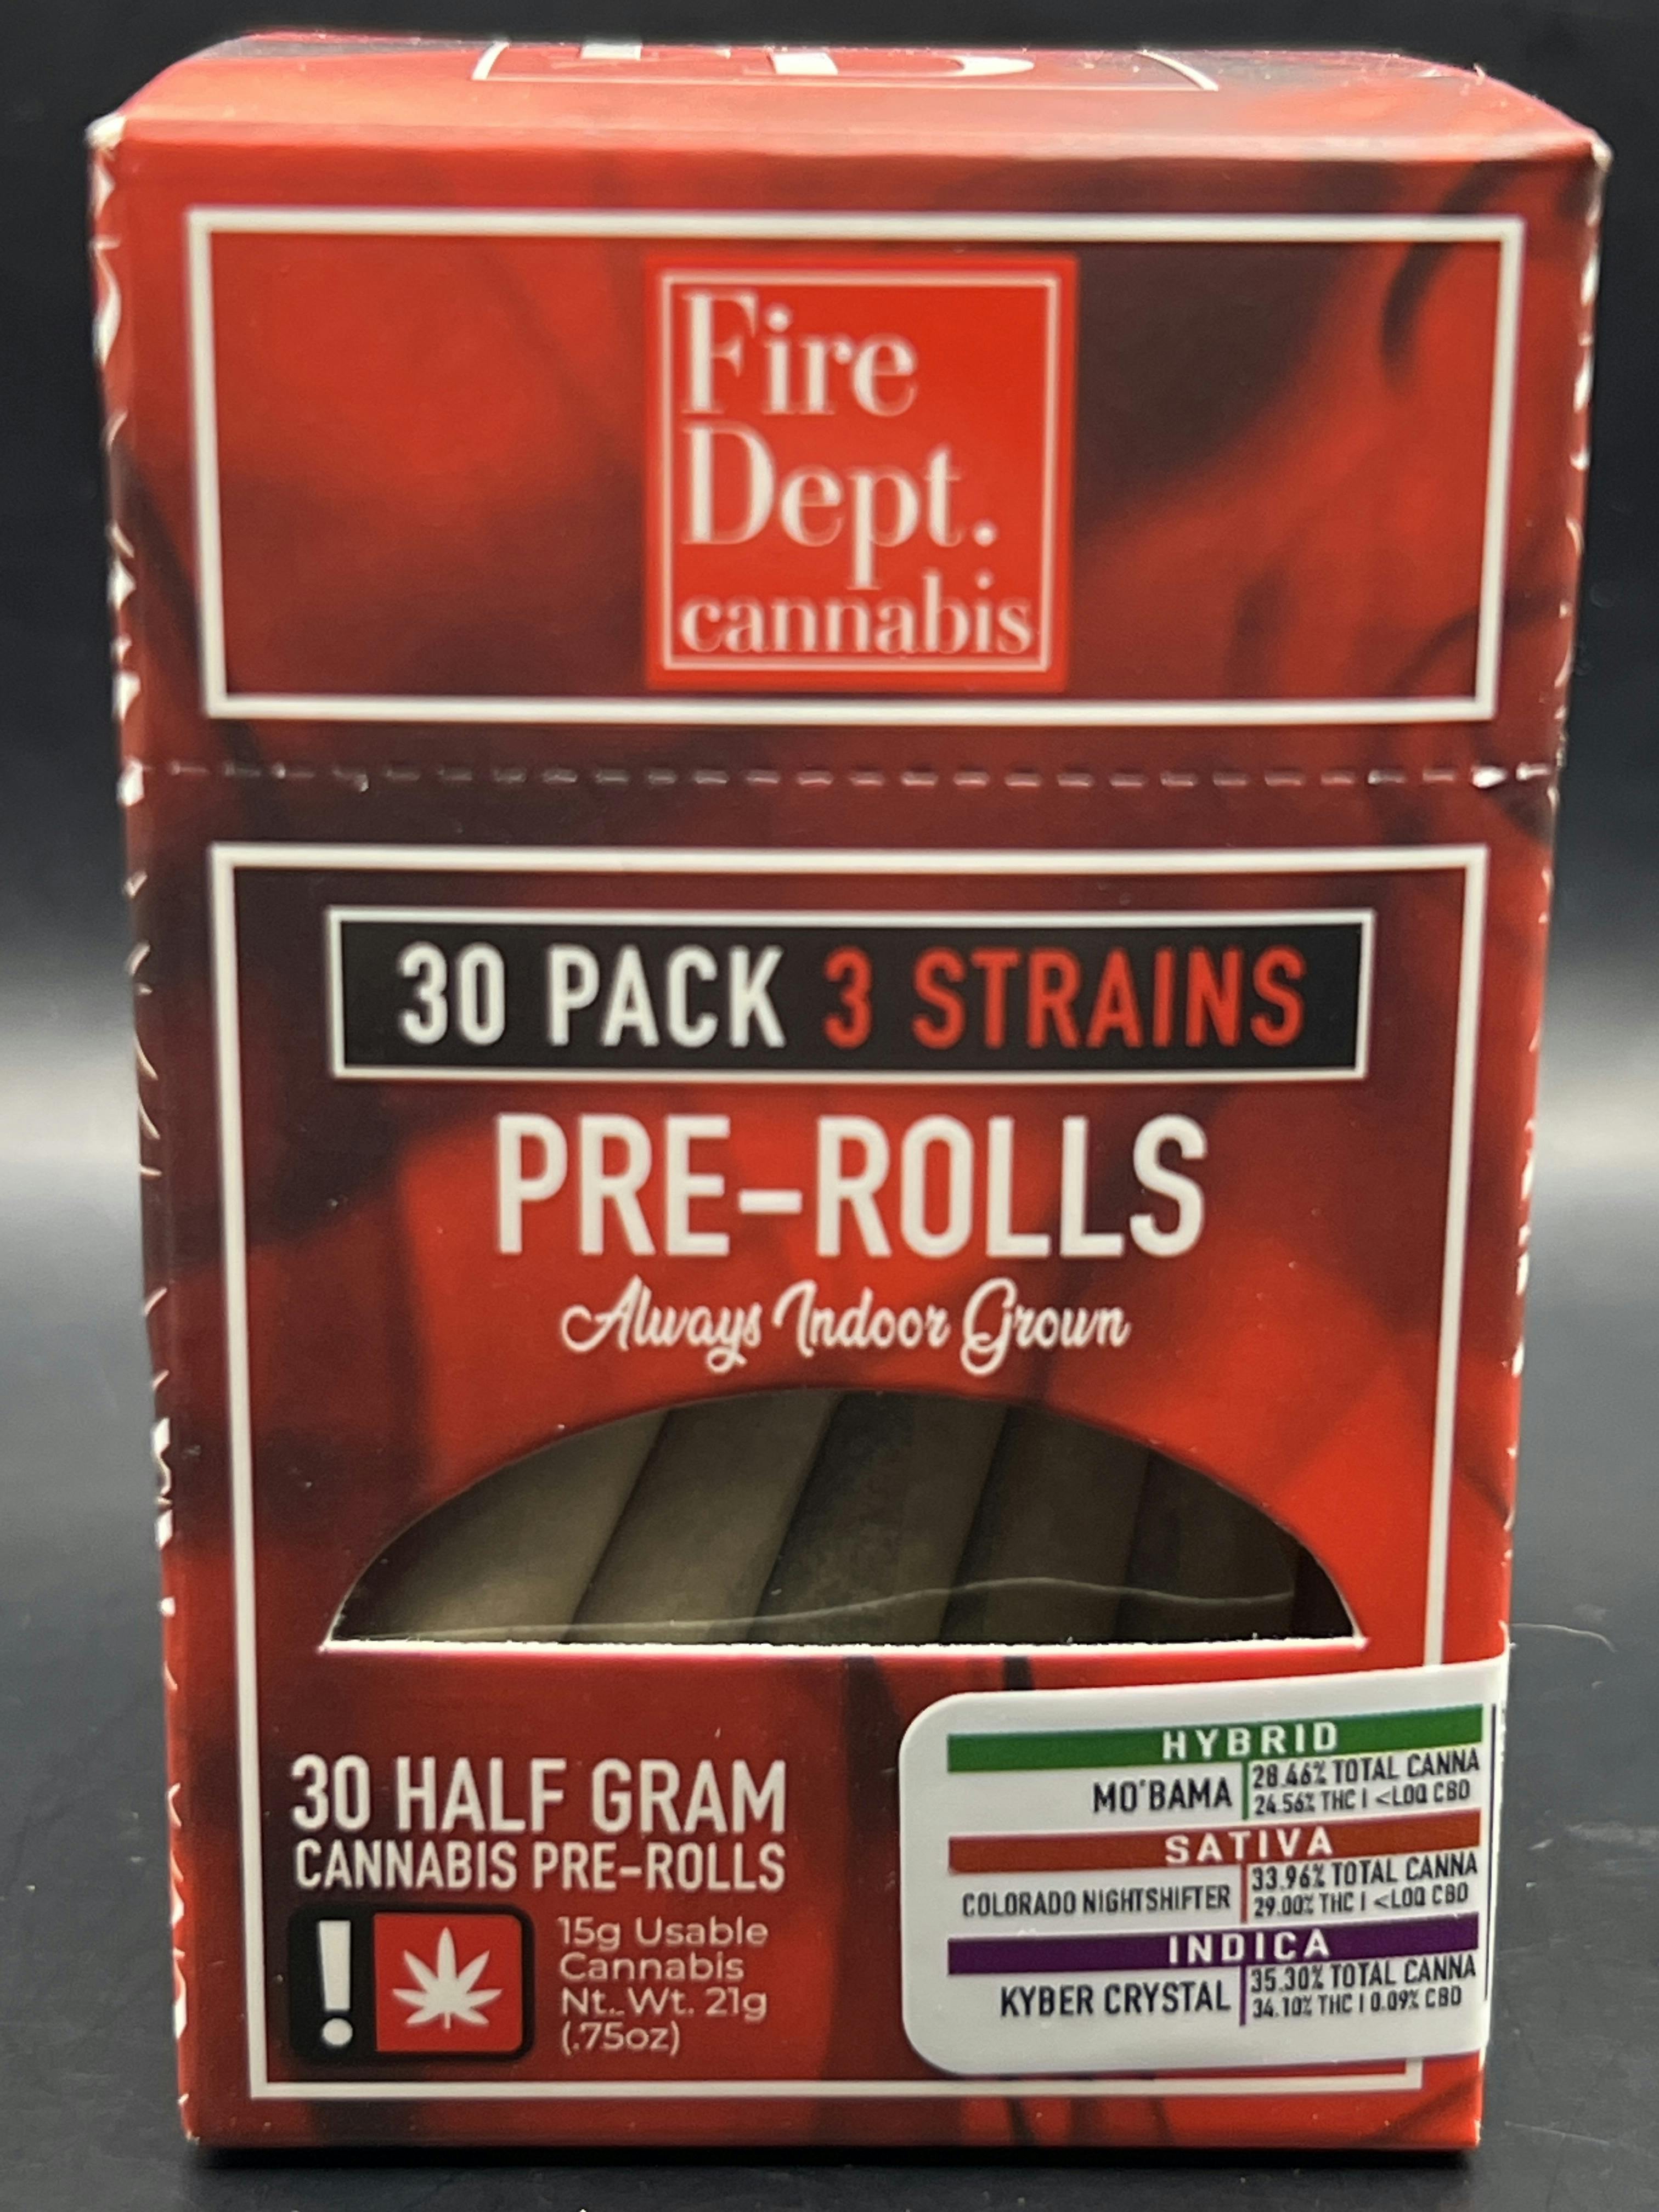 Fire
Dept.
cannabis
30 PACK 3 STRAINS
PRE-ROLLS
Always Indoor Grown
30 HALF GRAM
CANNABIS PRE-ROLLS
!
15g Usable
Cannabis
Nt. Wt. 21g
(.75oz)
HYBRID
MO'BAMA
28.46% TOTAL CANNA
24.56% THC | <LOQ CBD
SATIVA
COLORADO NIGHTSHIFTER
33.96% TOTAL CANNA
29.00% THC | <LOQ CBD
INDICA
KYBER CRYSTAL
35.30% TOTAL CANNA
34.10% THC | 0.09% CBD